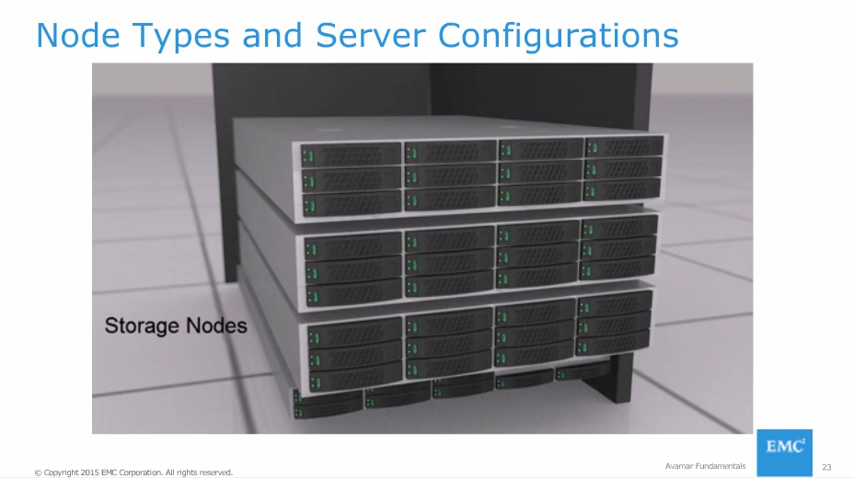 Node Types and Server Configurations
Storage Nodes
EMC²
© Copyright 2015 EMC Corporation. All rights reserved.
Avamar Fundamentals
23